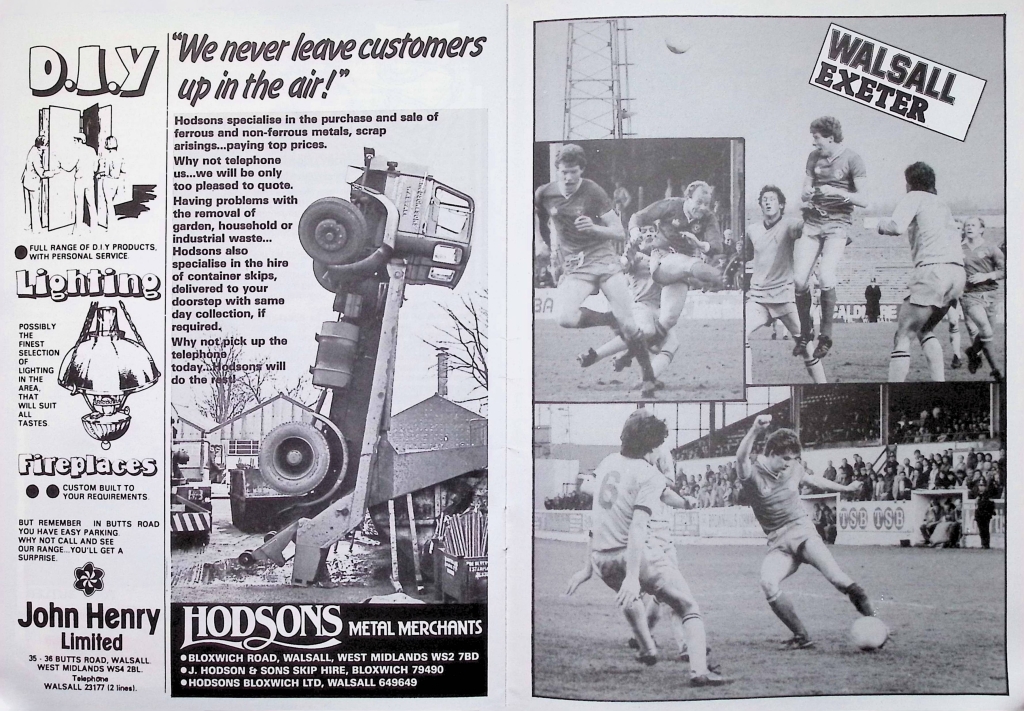 D.I.Y
FULL RANGE OF D.I.Y PRODUCTS,
WITH PERSONAL SERVICE.
Lighting
POSSIBLY
THE
FINEST
SELECTION
OF
LIGHTING
IN THE
AREA,
THAT
WILL SUIT
ALL
TASTES.
Fireplaces
CUSTOM BUILT TO
YOUR REQUIREMENTS.
BUT REMEMBER IN BUTTS ROAD
YOU HAVE EASY PARKING.
WHY NOT CALL AND SEE
OUR RANGE...YOU'LL GET A
SURPRISE.
John Henry
Limited
35 - 36 BUTTS ROAD, WALSALL.
WEST MIDLANDS WS4 2BL.
Telephone
WALSALL 23177 (2 lines).
"We never leave customers
up in the air!"
Hodsons specialise in the purchase and sale of
ferrous and non-ferrous metals, scrap
arisings...paying top prices.
Why not telephone
us...we will be only
too pleased to quote.
Having problems with
the removal of
garden, household or
industrial waste...
Hodsons also
specialise in the hire
of container skips,
delivered to your
doorstep with same
day collection, if
required.
Why not pick up the
telephone
today...Hodsons will
do the rest!
HODSONS METAL MERCHANTS
•BLOXWICH ROAD, WALSALL, WEST MIDLANDS WS2 7BD
•J. HODSON & SONS SKIP HIRE, BLOXWICH 79490
•HODSONS BLOXWICH LTD, WALSALL 649649
WALSALL
EXETER
6
TSB TSB